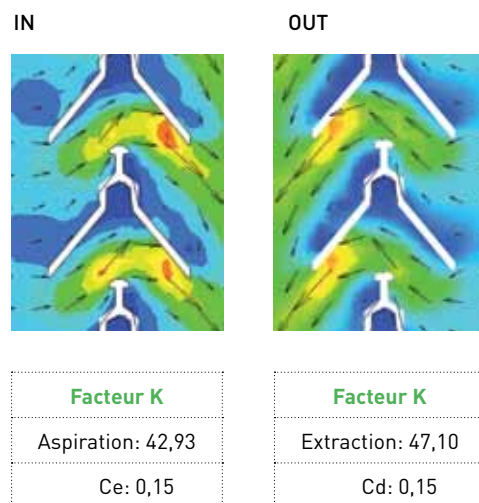 IN
OUT
Facteur K
Aspiration: 42,93
Ce: 0,15
Facteur K
Extraction: 47,10
Cd: 0,15